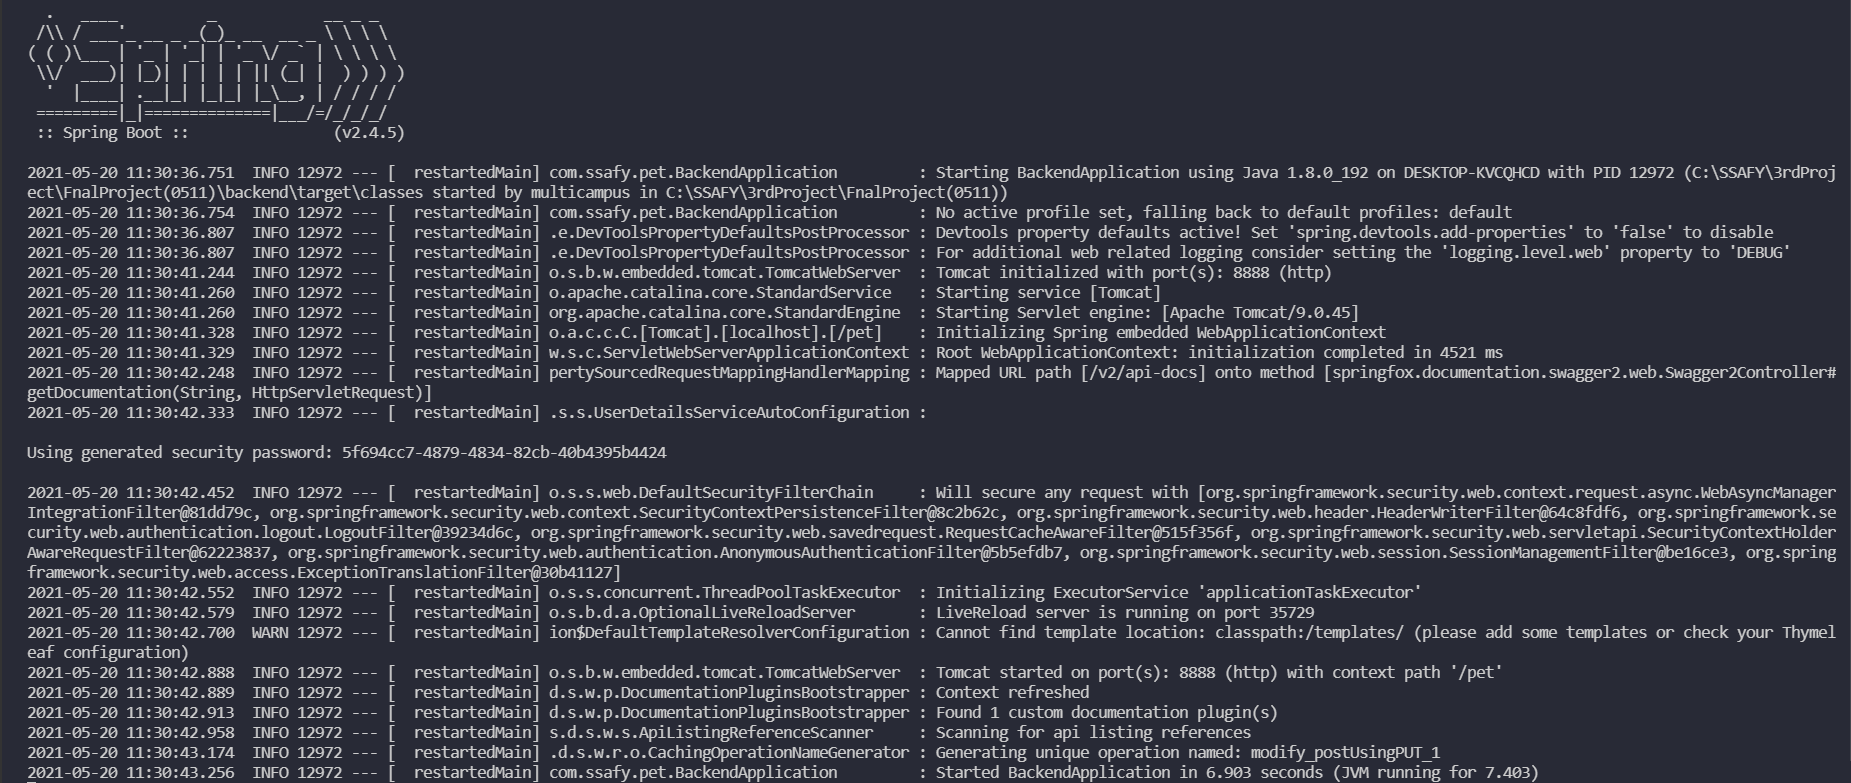 .   ____          _            __ _ _
 /\\ / ___'_ __ _ _(_)_ __  __ _ \ \ \ \
( ( )\___ | '_ | '_| | '_ \/ _` | \ \ \ \
 \\/  ___)| |_)| | | | | || (_| |  ) ) ) )
  '  |____| .__|_| |_|_| |_\__, | / / / /
 =========|_|==============|___/=/_/_/_/
 :: Spring Boot ::                (v2.4.5)
2021-05-20 11:30:36.751  INFO 12972 --- [  restartedMain] com.ssafy.pet.BackendApplication         : Starting BackendApplication using Java 1.8.0_192 on DESKTOP-KVCQHCD with PID 12972 (C:\SSAFY\3rdProj
ect\FnalProject(0511)\backend\target\classes started by multicampus in C:\SSAFY\3rdProject\FnalProject(0511))
2021-05-20 11:30:36.754  INFO 12972 --- [  restartedMain] com.ssafy.pet.BackendApplication         : No active profile set, falling back to default profiles: default
2021-05-20 11:30:36.807  INFO 12972 --- [  restartedMain] .e.DevToolsPropertyDefaultsPostProcessor : Devtools property defaults active! Set 'spring.devtools.add-properties' to 'false' to disable
2021-05-20 11:30:36.807  INFO 12972 --- [  restartedMain] .e.DevToolsPropertyDefaultsPostProcessor : For additional web related logging consider setting the 'logging.level.web' property to 'DEBUG'
2021-05-20 11:30:41.244  INFO 12972 --- [  restartedMain] o.s.b.w.embedded.tomcat.TomcatWebServer  : Tomcat initialized with port(s): 8888 (http)
2021-05-20 11:30:41.260  INFO 12972 --- [  restartedMain] o.apache.catalina.core.StandardService   : Starting service [Tomcat]
2021-05-20 11:30:41.260  INFO 12972 --- [  restartedMain] org.apache.catalina.core.StandardEngine  : Starting Servlet engine: [Apache Tomcat/9.0.45]
2021-05-20 11:30:41.328  INFO 12972 --- [  restartedMain] o.a.c.c.C.[Tomcat].[localhost].[/pet]    : Initializing Spring embedded WebApplicationContext
2021-05-20 11:30:41.329  INFO 12972 --- [  restartedMain] w.s.c.ServletWebServerApplicationContext : Root WebApplicationContext: initialization completed in 4521 ms
2021-05-20 11:30:42.248  INFO 12972 --- [  restartedMain] pertySourcedRequestMappingHandlerMapping : Mapped URL path [/v2/api-docs] onto method [springfox.documentation.swagger2.web.Swagger2Controller#
getDocumentation(String, HttpServletRequest)]
2021-05-20 11:30:42.333  INFO 12972 --- [  restartedMain] .s.s.UserDetailsServiceAutoConfiguration :
Using generated security password: 5f694cc7-4879-4834-82cb-40b4395b4424
2021-05-20 11:30:42.452  INFO 12972 --- [  restartedMain] o.s.s.web.DefaultSecurityFilterChain     : Will secure any request with [org.springframework.security.web.context.request.async.WebAsyncManager
IntegrationFilter@81dd79c, org.springframework.security.web.context.SecurityContextPersistenceFilter@8c2b62c, org.springframework.security.web.header.HeaderWriterFilter@64c8fdf6, org.springframework.se
curity.web.authentication.logout.LogoutFilter@39234d6c, org.springframework.security.web.savedrequest.RequestCacheAwareFilter@515f356f, org.springframework.security.web.servletapi.SecurityContextHolder
AwareRequestFilter@62223837, org.springframework.security.web.authentication.AnonymousAuthenticationFilter@5b5efdb7, org.springframework.security.web.session.SessionManagementFilter@be16ce3, org.spring
framework.security.web.access.ExceptionTranslationFilter@30b41127]
2021-05-20 11:30:42.552  INFO 12972 --- [  restartedMain] o.s.s.concurrent.ThreadPoolTaskExecutor  : Initializing ExecutorService 'applicationTaskExecutor'
2021-05-20 11:30:42.579  INFO 12972 --- [  restartedMain] o.s.b.d.a.OptionalLiveReloadServer       : LiveReload server is running on port 35729
2021-05-20 11:30:42.700  WARN 12972 --- [  restartedMain] ion$DefaultTemplateResolverConfiguration : Cannot find template location: classpath:/templates/ (please add some templates or check your Thymel
eaf configuration)
2021-05-20 11:30:42.888  INFO 12972 --- [  restartedMain] o.s.b.w.embedded.tomcat.TomcatWebServer  : Tomcat started on port(s): 8888 (http) with context path '/pet'
2021-05-20 11:30:42.889  INFO 12972 --- [  restartedMain] d.s.w.p.DocumentationPluginsBootstrapper : Context refreshed
2021-05-20 11:30:42.913  INFO 12972 --- [  restartedMain] d.s.w.p.DocumentationPluginsBootstrapper : Found 1 custom documentation plugin(s)
2021-05-20 11:30:42.958  INFO 12972 --- [  restartedMain] s.d.s.w.s.ApiListingReferenceScanner     : Scanning for api listing references
2021-05-20 11:30:43.174  INFO 12972 --- [  restartedMain] .d.s.w.r.o.CachingOperationNameGenerator : Generating unique operation named: modify_postUsingPUT_1
2021-05-20 11:30:43.256  INFO 12972 --- [  restartedMain] com.ssafy.pet.BackendApplication         : Started BackendApplication in 6.903 seconds (JVM running for 7.403)